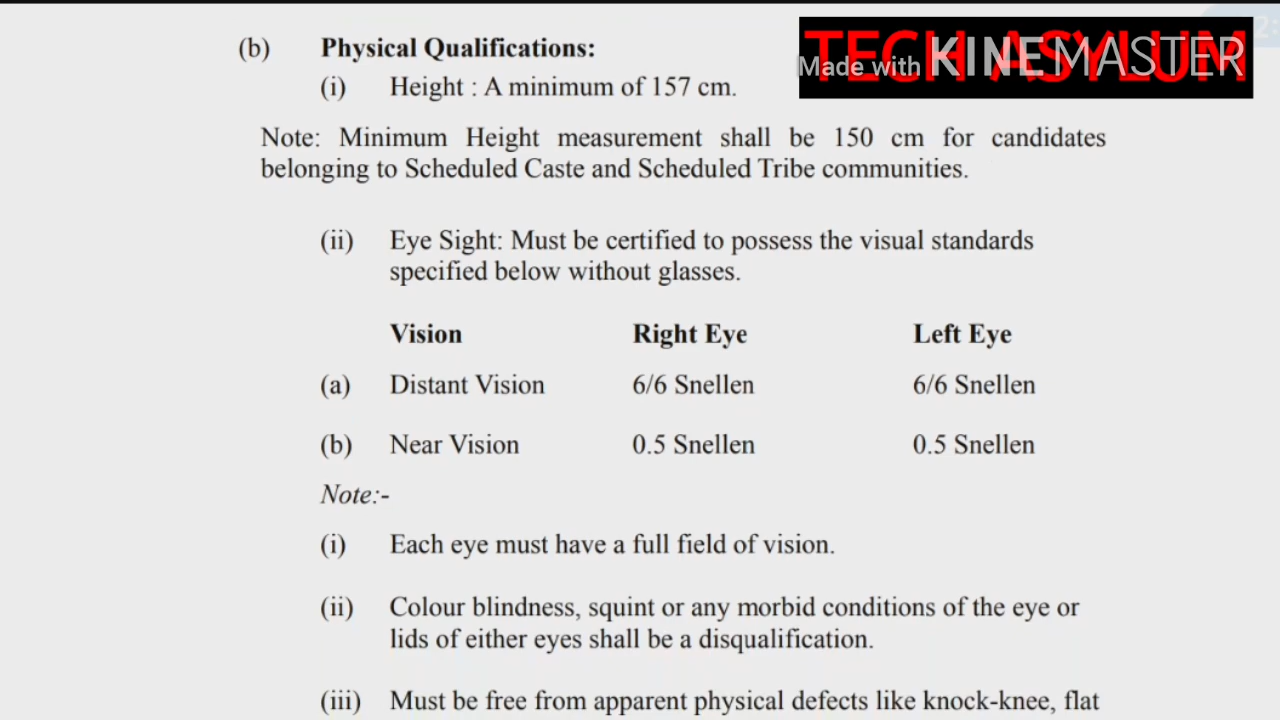 (b) Physical Qualifications:
TECH ASYLUM
Made with KINEMASTER
(i) Height : A minimum of 157 cm.
Note: Minimum Height measurement shall be 150 cm for candidates
belonging to Scheduled Caste and Scheduled Tribe communities.
(ii) Eye Sight: Must be certified to possess the visual standards
specified below without glasses.
Vision Right Eye Left Eye
(a) Distant Vision 6/6 Snellen 6/6 Snellen
(b) Near Vision 0.5 Snellen 0.5 Snellen
Note:-
(i) Each eye must have a full field of vision.
(ii) Colour blindness, squint or any morbid conditions of the eye or
lids of either eyes shall be a disqualification.
(iii) Must be free from apparent physical defects like knock-knee, flat